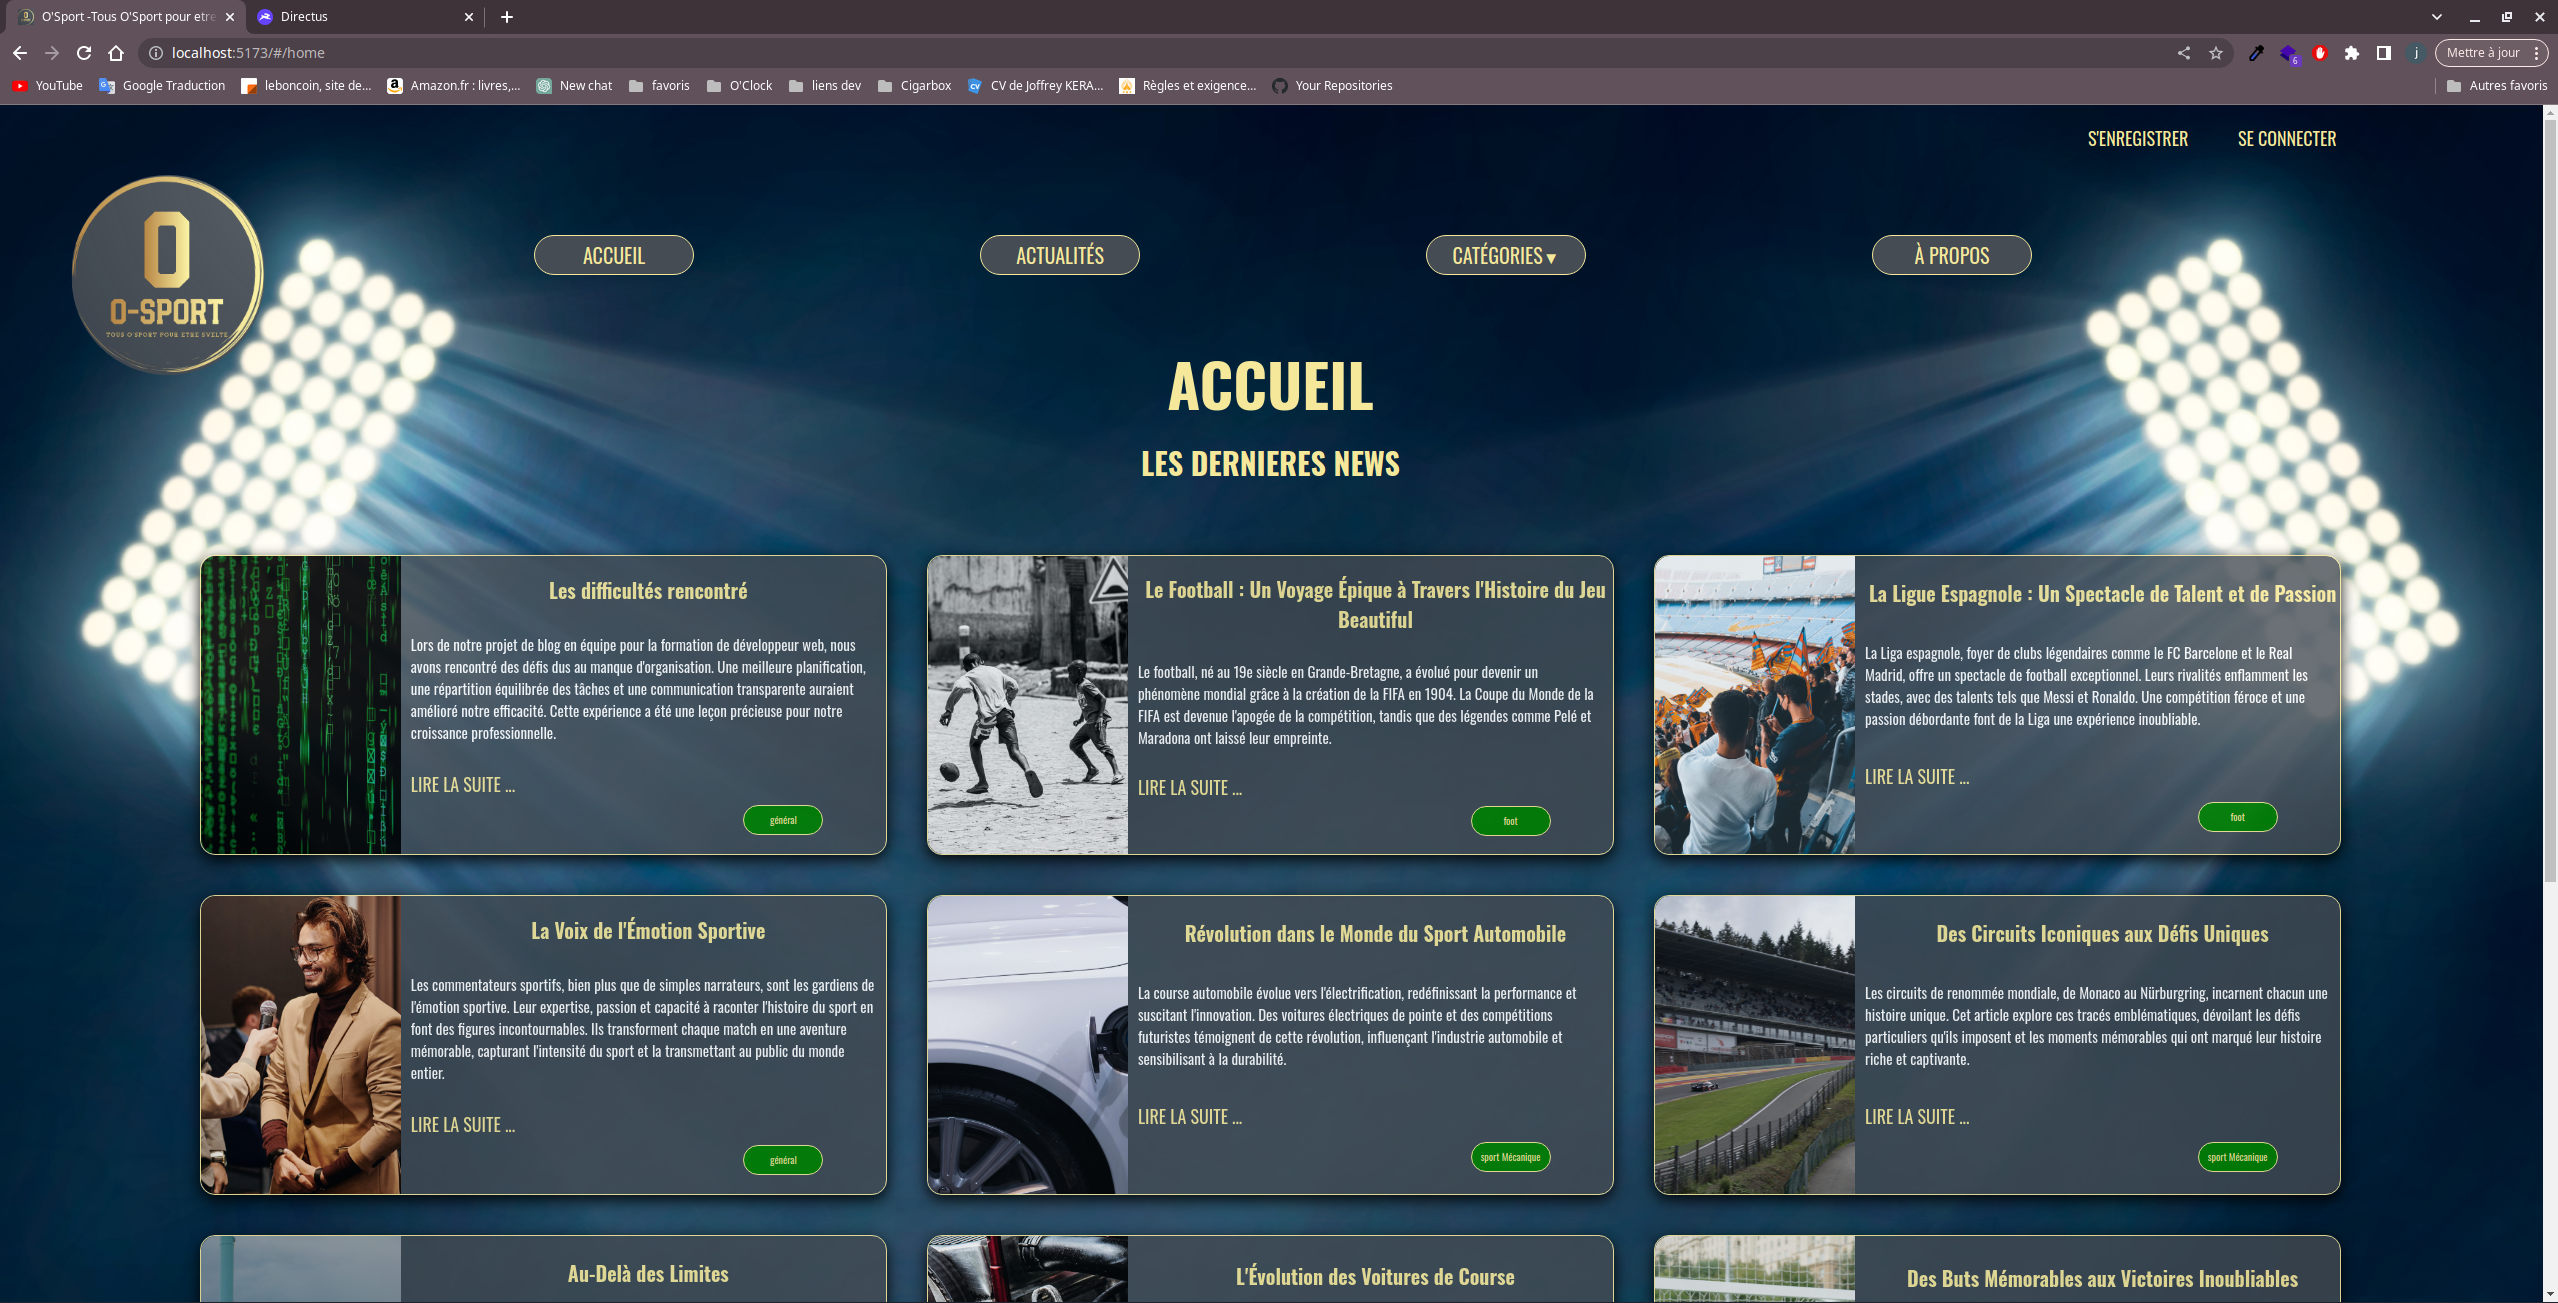 O'Sport -Tous O'Sport pour etre
Directus
localhost:5173/#/home
j
Mettre à jour
6
YouTube
Google Traduction
leboncoin, site de...
Amazon.fr : livres,...
New chat
favoris
O'Clock
liens dev
Cigarbox
CV de Joffrey KERA...
Règles et exigence...
Your Repositories
Autres favoris
S'ENREGISTRER
SE CONNECTER
O
O-SPORT
TOUS O'SPORT POUR ETRE SVELTE
ACCUEIL
ACTUALITÉS
CATÉGORIES ▾
À PROPOS
ACCUEIL
LES DERNIERES NEWS
Les difficultés rencontré
Lors de notre projet de blog en équipe pour la formation de développeur web, nous
avons rencontré des défis dus au manque d'organisation. Une meilleure planification,
une répartition équilibrée des tâches et une communication transparente auraient
amélioré notre efficacité. Cette expérience a été une leçon précieuse pour notre
croissance professionnelle.
LIRE LA SUITE ...
général
Le Football : Un Voyage Épique à Travers l'Histoire du Jeu
Beautiful
Le football, né au 19e siècle en Grande-Bretagne, a évolué pour devenir un
phénomène mondial grâce à la création de la FIFA en 1904. La Coupe du Monde de la
FIFA est devenue l'apogée de la compétition, tandis que des légendes comme Pelé et
Maradona ont laissé leur empreinte.
LIRE LA SUITE ...
foot
La Ligue Espagnole : Un Spectacle de Talent et de Passion
La Liga espagnole, foyer de clubs légendaires comme le FC Barcelone et le Real
Madrid, offre un spectacle de football exceptionnel. Leurs rivalités enflamment les
stades, avec des talents tels que Messi et Ronaldo. Une compétition féroce et une
passion débordante font de la Liga une expérience inoubliable.
LIRE LA SUITE ...
foot
La Voix de l'Émotion Sportive
Les commentateurs sportifs, bien plus que de simples narrateurs, sont les gardiens de
l'émotion sportive. Leur expertise, passion et capacité à raconter l'histoire du sport en
font des figures incontournables. Ils transforment chaque match en une aventure
mémorable, capturant l'intensité du sport et la transmettant au public du monde
entier.
LIRE LA SUITE ...
général
Révolution dans le Monde du Sport Automobile
La course automobile évolue vers l'électrification, redéfinissant la performance et
suscitant l'innovation. Des voitures électriques de pointe et des compétitions
futuristes témoignent de cette révolution, influençant l'industrie automobile et
sensibilisant à la durabilité.
LIRE LA SUITE ...
sport Mécanique
Des Circuits Iconiques aux Défis Uniques
Les circuits de renommée mondiale, de Monaco au Nürburgring, incarnent chacun une
histoire unique. Cet article explore ces tracés emblématiques, dévoilant les défis
particuliers qu'ils imposent et les moments mémorables qui ont marqué leur histoire
riche et captivante.
LIRE LA SUITE ...
sport Mécanique
Au-Delà des Limites
L'Évolution des Voitures de Course
Des Buts Mémorables aux Victoires Inoubliables